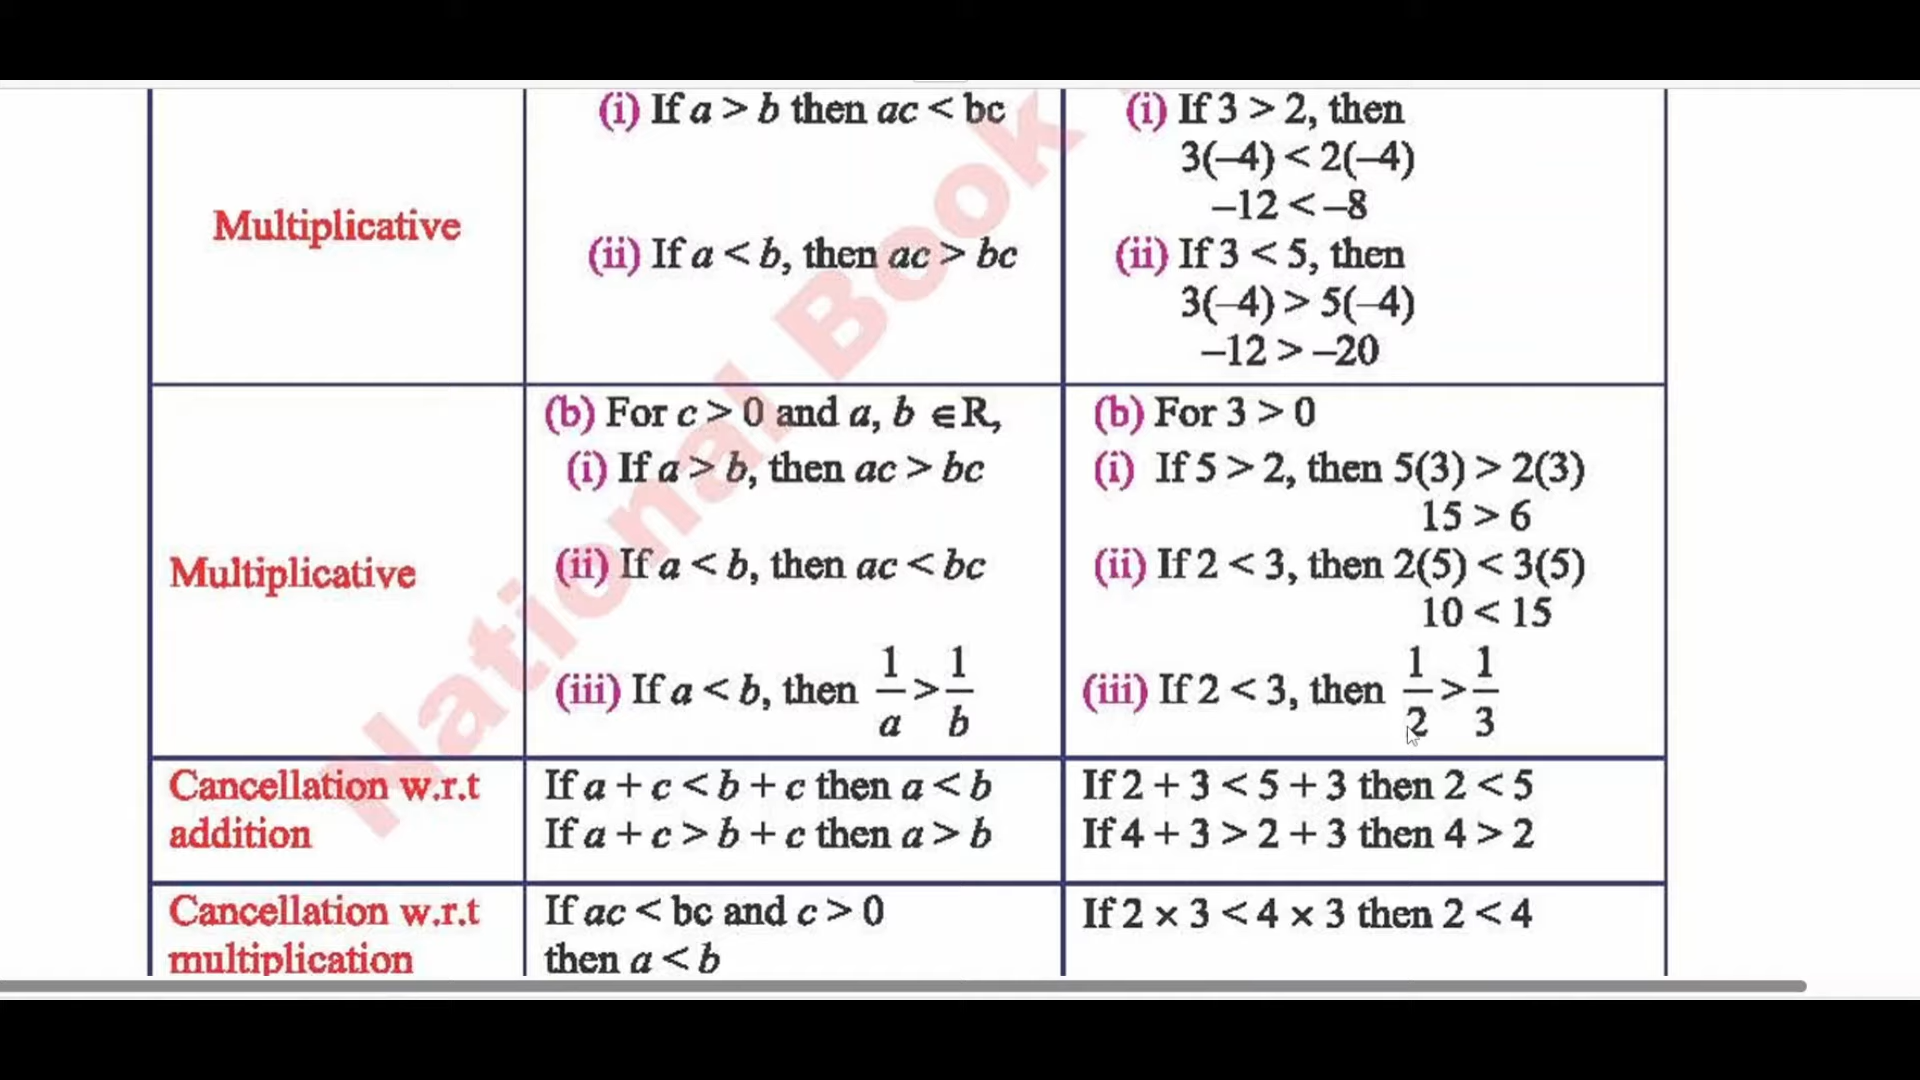 Multiplicative
(i) If a > b then ac < bc
(ii) If a < b, then ac > bc
(i) If 3 > 2, then
3(–4) < 2(–4)
–12 < –8
(ii) If 3 < 5, then
3(–4) > 5(–4)
–12 > –20
Multiplicative
(b) For c > 0 and a, b ∈R,
(i) If a > b, then ac > bc
(ii) If a < b, then ac < bc
(iii) If a < b, then 1/a > 1/b
(b) For 3 > 0
(i) If 5 > 2, then 5(3) > 2(3)
15 > 6
(ii) If 2 < 3, then 2(5) < 3(5)
10 < 15
(iii) If 2 < 3, then 1/2 > 1/3
Cancellation w.r.t
addition
If a + c < b + c then a < b
If a + c > b + c then a > b
If 2 + 3 < 5 + 3 then 2 < 5
If 4 + 3 > 2 + 3 then 4 > 2
Cancellation w.r.t
multiplication
If ac < bc and c > 0
then a < b
If 2 × 3 < 4 × 3 then 2 < 4
National Book